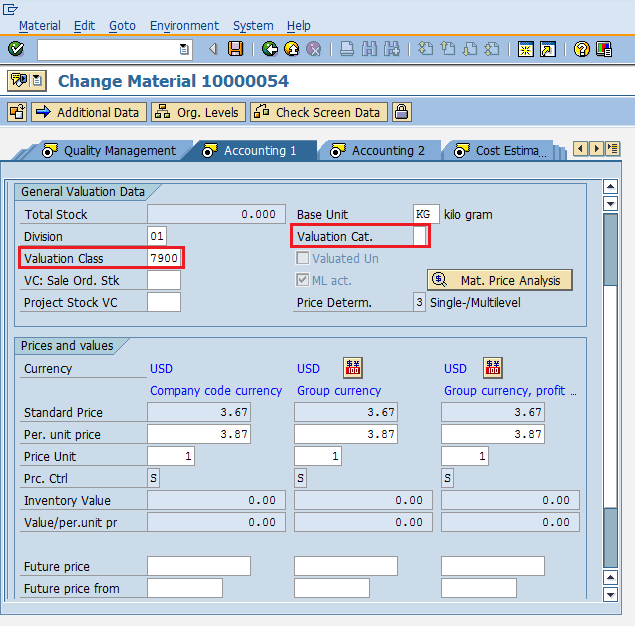 Material Edit Goto Environment System Help
Change Material 10000054
Additional Data Org. Levels Check Screen Data
Quality Management Accounting 1 Accounting 2 Cost Estima...
General Valuation Data
Total Stock 0.000 Base Unit KG kilo gram
Division 01 Valuation Cat.
Valuation Class 7900 Valuated Un
VC: Sale Ord. Stk ML act. Mat. Price Analysis
Project Stock VC Price Determ. 3 Single-/Multilevel
Prices and values
Currency USD USD USD
Company code currency Group currency Group currency, profit ...
Standard Price 3.67 3.67 3.67
Per. unit price 3.87 3.87 3.87
Price Unit 1 1 1
Prc. Ctrl S S S
Inventory Value 0.00 0.00 0.00
Value/per.unit pr 0.00 0.00 0.00
Future price
Future price from